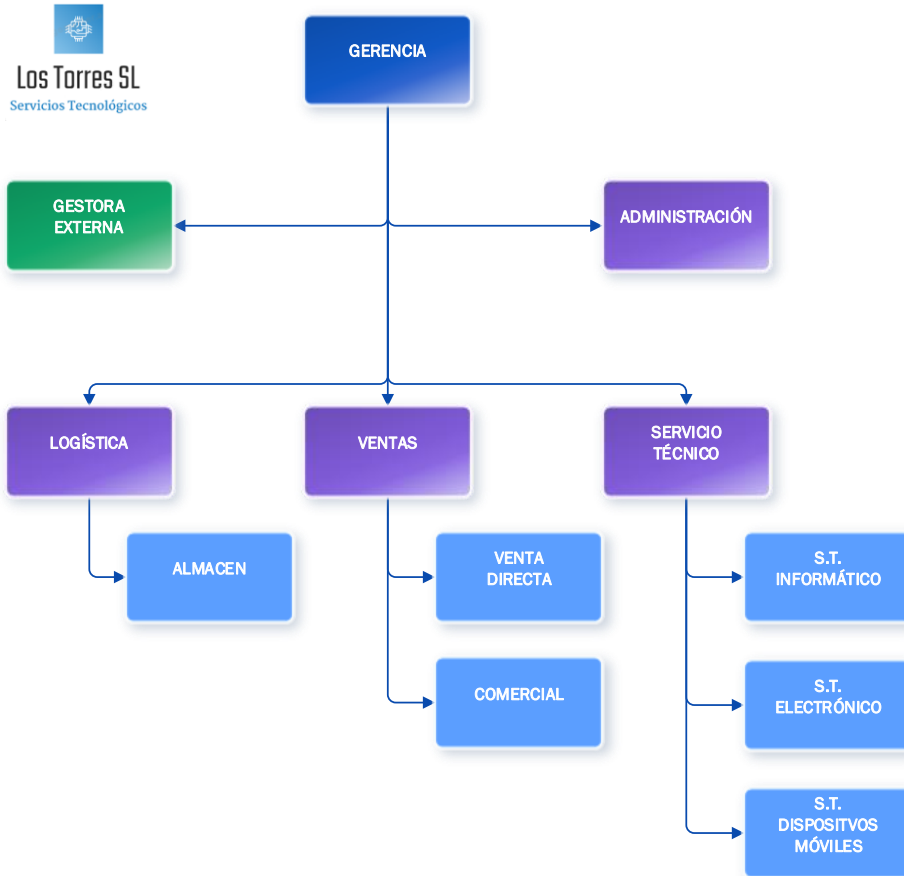 Los Torres SL
Servicios Tecnológicos
GERENCIA
GESTORA
EXTERNA
ADMINISTRACIÓN
LOGÍSTICA
VENTAS
SERVICIO
TÉCNICO
ALMACEN
VENTA
DIRECTA
S.T.
INFORMÁTICO
COMERCIAL
S.T.
ELECTRÓNICO
S.T.
DISPOSITVOS
MÓVILES